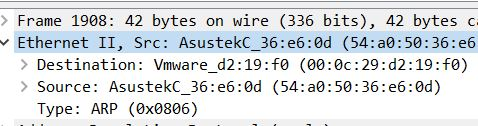 Frame 1908: 42 bytes on wire (336 bits), 42 bytes
Ethernet II, Src: AsustekC_36:e6:0d (54:a0:50:36:e6
Destination: Vmware_d2:19:f0 (00:0c:29:d2:19:f0)
Source: AsustekC_36:e6:0d (54:a0:50:36:e6:0d)
Type: ARP (0x0806)